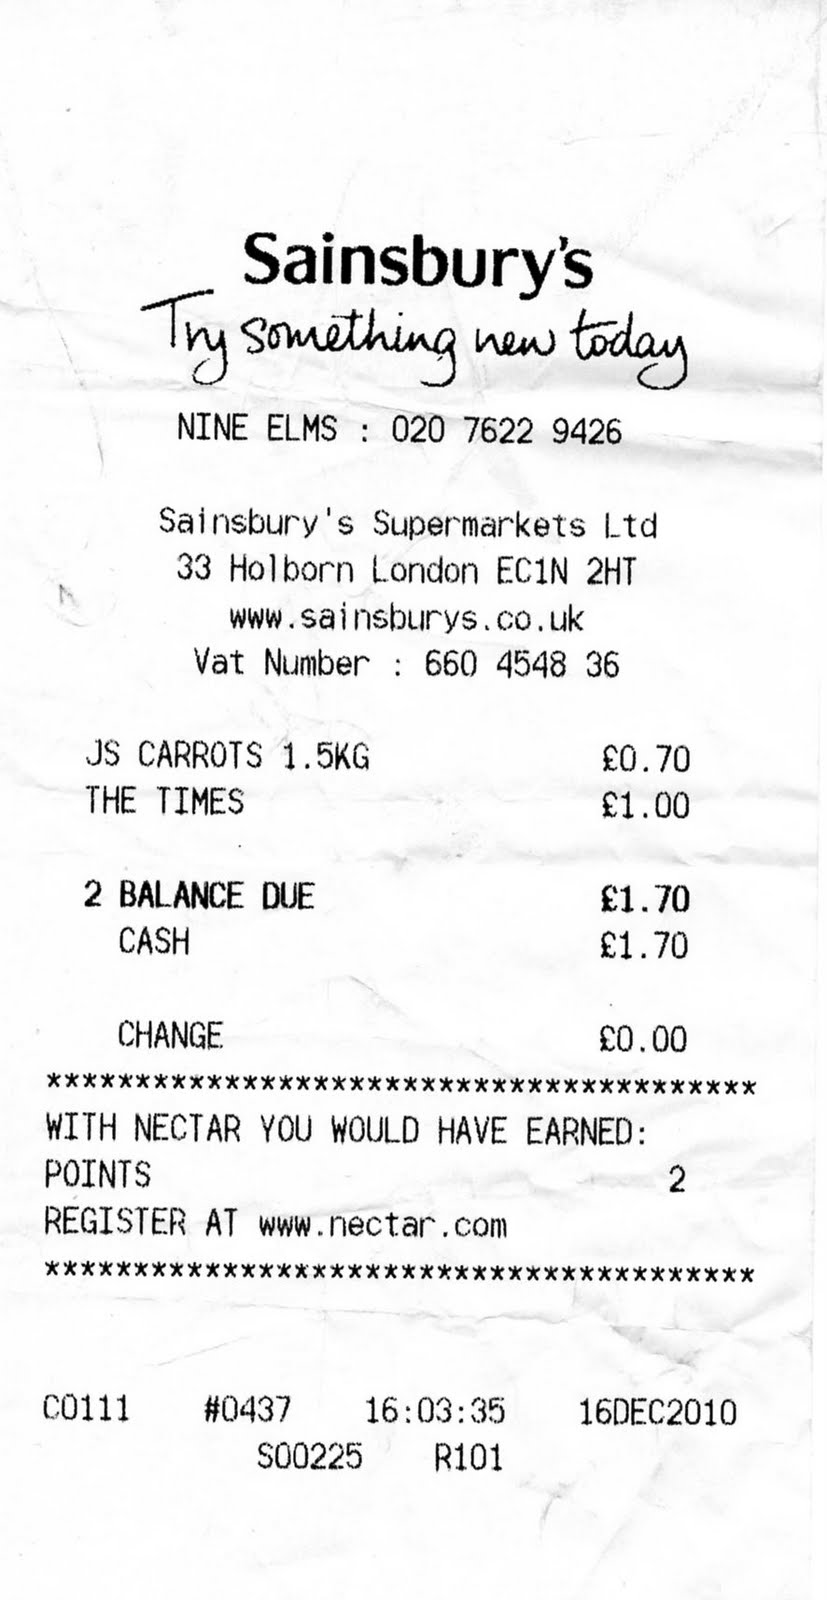 Sainsbury's
Try something new today
NINE ELMS : 020 7622 9426
Sainsbury's Supermarkets Ltd
33 Holborn London EC1N 2HT
www.sainsburys.co.uk
Vat Number : 660 4548 36
JS CARROTS 1.5KG £0.70
THE TIMES £1.00
2 BALANCE DUE £1.70
CASH £1.70
CHANGE £0.00
****************************************
WITH NECTAR YOU WOULD HAVE EARNED:
POINTS 2
REGISTER AT www.nectar.com
****************************************
C0111 #0437 16:03:35 16DEC2010
S00225 R101